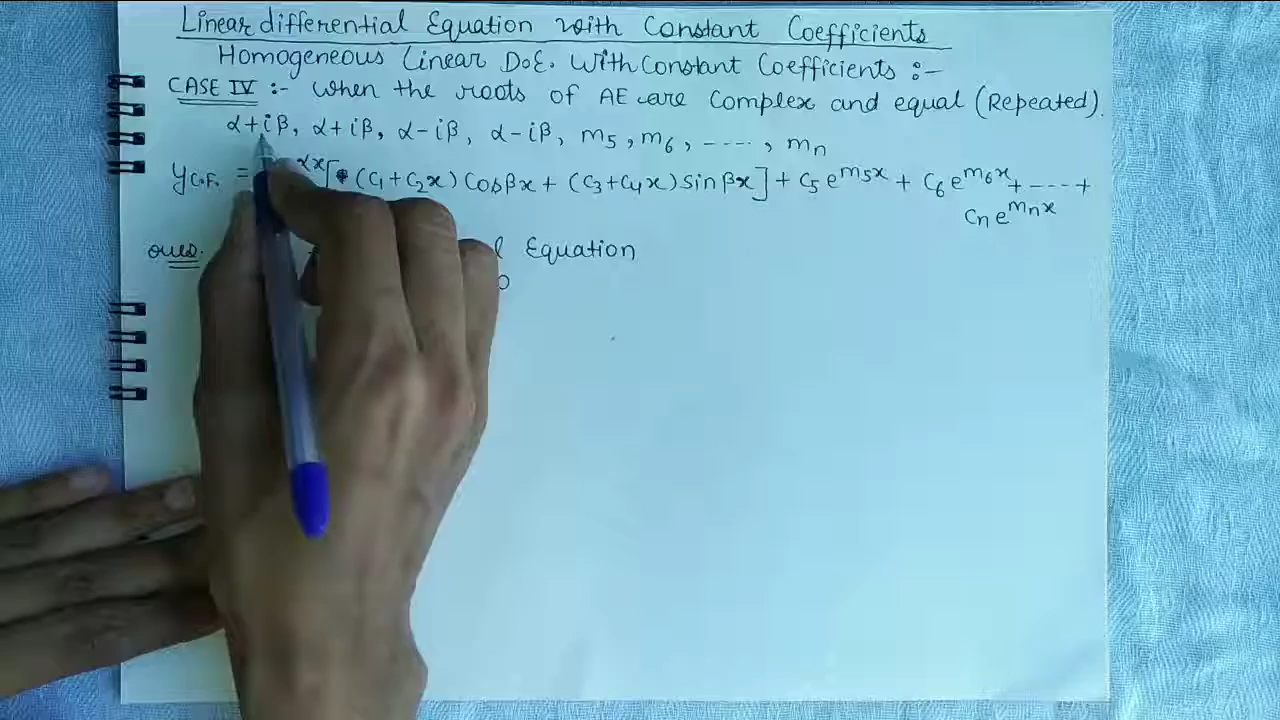 Linear differential Equation with Constant Coefficients
Homogeneous Linear D.E. With Constant Coefficients :-
CASE IV :- When the roots of AE are Complex and equal (Repeated).
α+iβ, α+iβ, α-iβ, α-iβ, m5, m6, ----, mn
yC.F. = αx[(C1+C2x) Cosβx + (C3+C4x) Sinβx] + C5 e^m5x + C6 e^m6x + ---- +
Cn e^mnx
Ques. Equation